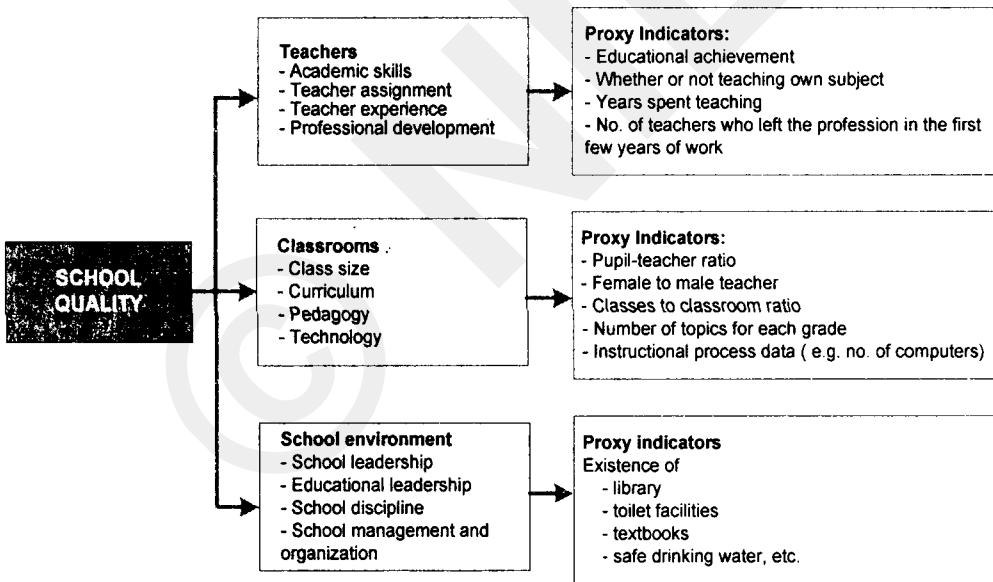 SCHOOL
QUALITY
Teachers
- Academic skills
- Teacher assignment
- Teacher experience
- Professional development
Proxy Indicators:
- Educational achievement
- Whether or not teaching own subject
- Years spent teaching
- No. of teachers who left the profession in the first
few years of work
Classrooms
- Class size
- Curriculum
- Pedagogy
- Technology
Proxy Indicators:
- Pupil-teacher ratio
- Female to male teacher
- Classes to classroom ratio
- Number of topics for each grade
- Instructional process data ( e.g. no. of computers)
School environment
- School leadership
- Educational leadership
- School discipline
- School management and
organization
Proxy indicators
Existence of
- library
- toilet facilities
- textbooks
- safe drinking water, etc.